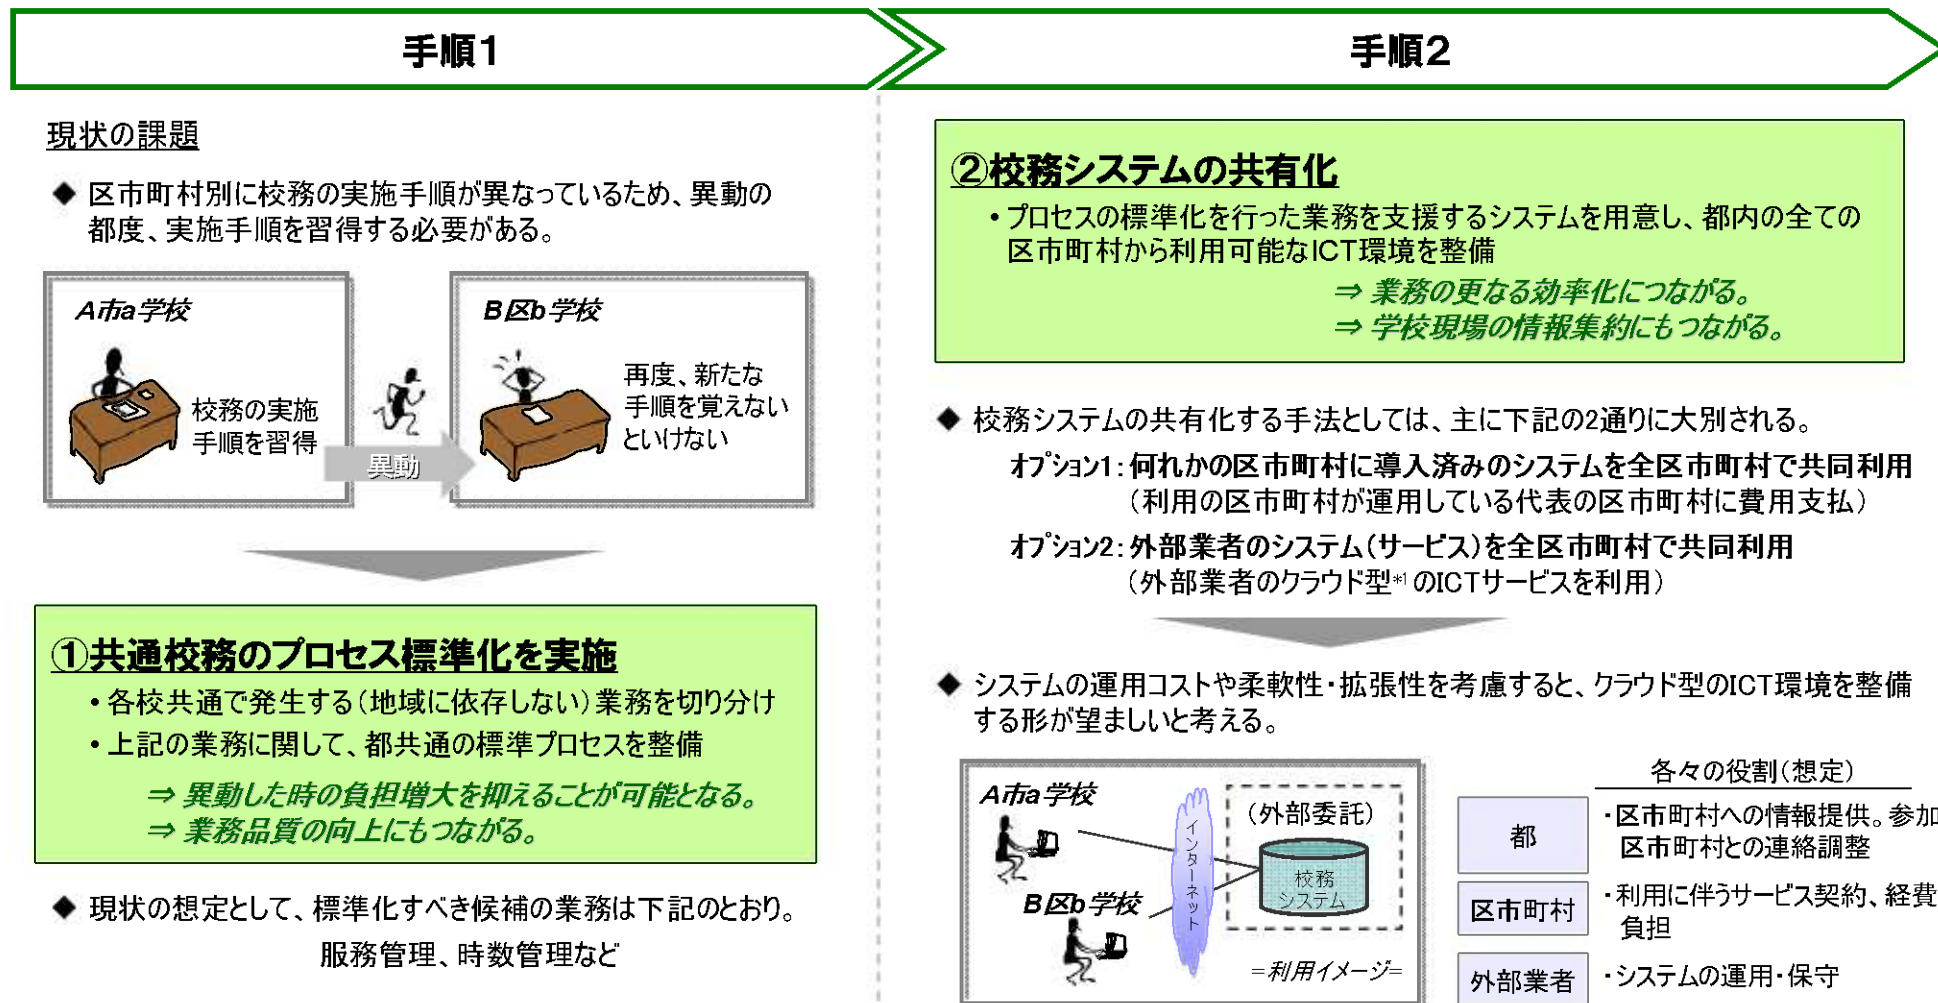 手順1
手順2
現状の課題
◆ 区市町村別に校務の実施手順が異なっているため、異動の
都度、実施手順を習得する必要がある。
A市a学校
校務の実施
手順を習得
異動
B区b学校
再度、新たな
手順を覚えない
といけない
①共通校務のプロセス標準化を実施
• 各校共通で発生する（地域に依存しない）業務を切り分け
• 上記の業務に関して、都共通の標準プロセスを整備
⇒ 異動した時の負担増大を抑えることが可能となる。
⇒ 業務品質の向上にもつながる。
◆ 現状の想定として、標準化すべき候補の業務は下記のとおり。
服務管理、時数管理など
②校務システムの共有化
• プロセスの標準化を行った業務を支援するシステムを用意し、都内の全ての
区市町村から利用可能なICT環境を整備
⇒ 業務の更なる効率化につながる。
⇒ 学校現場の情報集約にもつながる。
◆ 校務システムの共有化する手法としては、主に下記の2通りに大別される。
オプション1：何れかの区市町村に導入済みのシステムを全区市町村で共同利用
（利用の区市町村が運用している代表の区市町村に費用支払）
オプション2：外部業者のシステム（サービス）を全区市町村で共同利用
（外部業者のクラウド型*1のICTサービスを利用）
◆ システムの運用コストや柔軟性・拡張性を考慮すると、クラウド型のICT環境を整備
する形が望ましいと考える。
A市a学校
B区b学校
インターネット
（外部委託）
校務
システム
=利用イメージ=
各々の役割（想定）
都
・区市町村への情報提供。参加
区市町村との連絡調整
区市町村
・利用に伴うサービス契約、経費
負担
外部業者
・システムの運用・保守